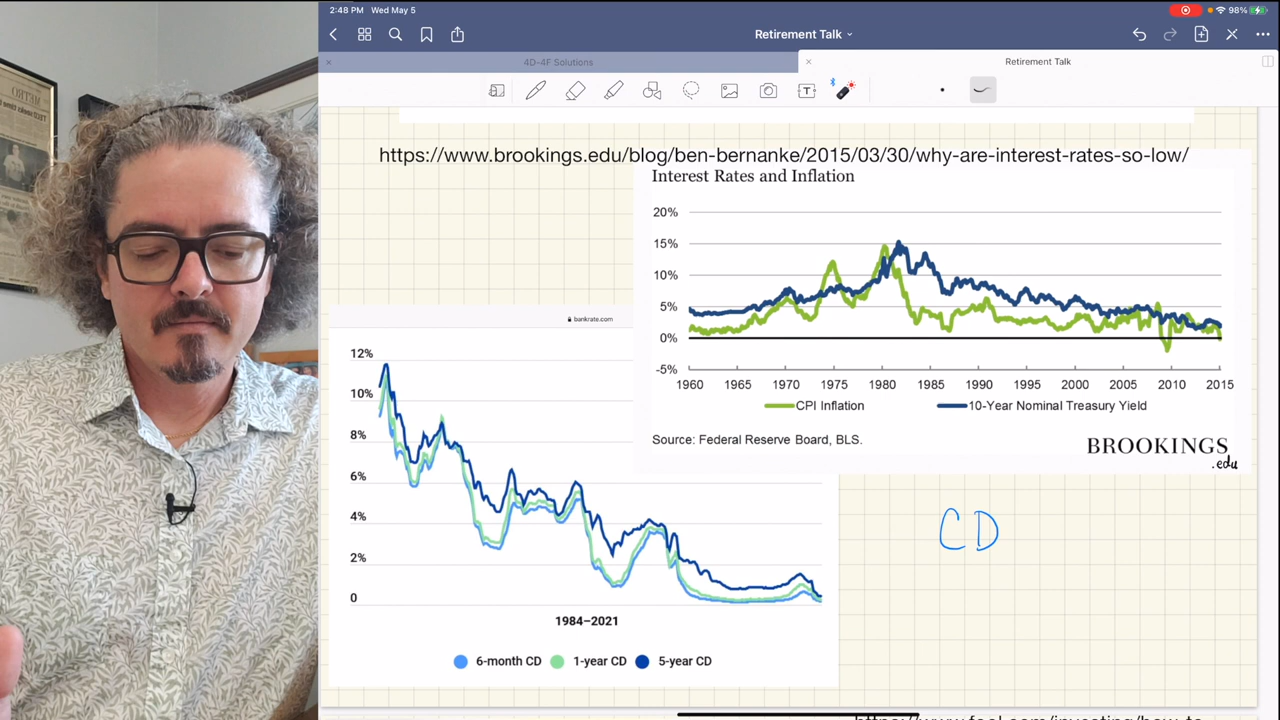 2:48 PM Wed May 5
98%
Retirement Talk
4D-4F Solutions
Retirement Talk
https://www.brookings.edu/blog/ben-bernanke/2015/03/30/why-are-interest-rates-so-low/
Interest Rates and Inflation
20%
15%
10%
5%
0%
-5%
1960 1965 1970 1975 1980 1985 1990 1995 2000 2005 2010 2015
CPI Inflation 10-Year Nominal Treasury Yield
Source: Federal Reserve Board, BLS.
BROOKINGS
.edu
bankrate.com
12%
10%
8%
6%
4%
2%
0
1984–2021
6-month CD 1-year CD 5-year CD
CD
METRO